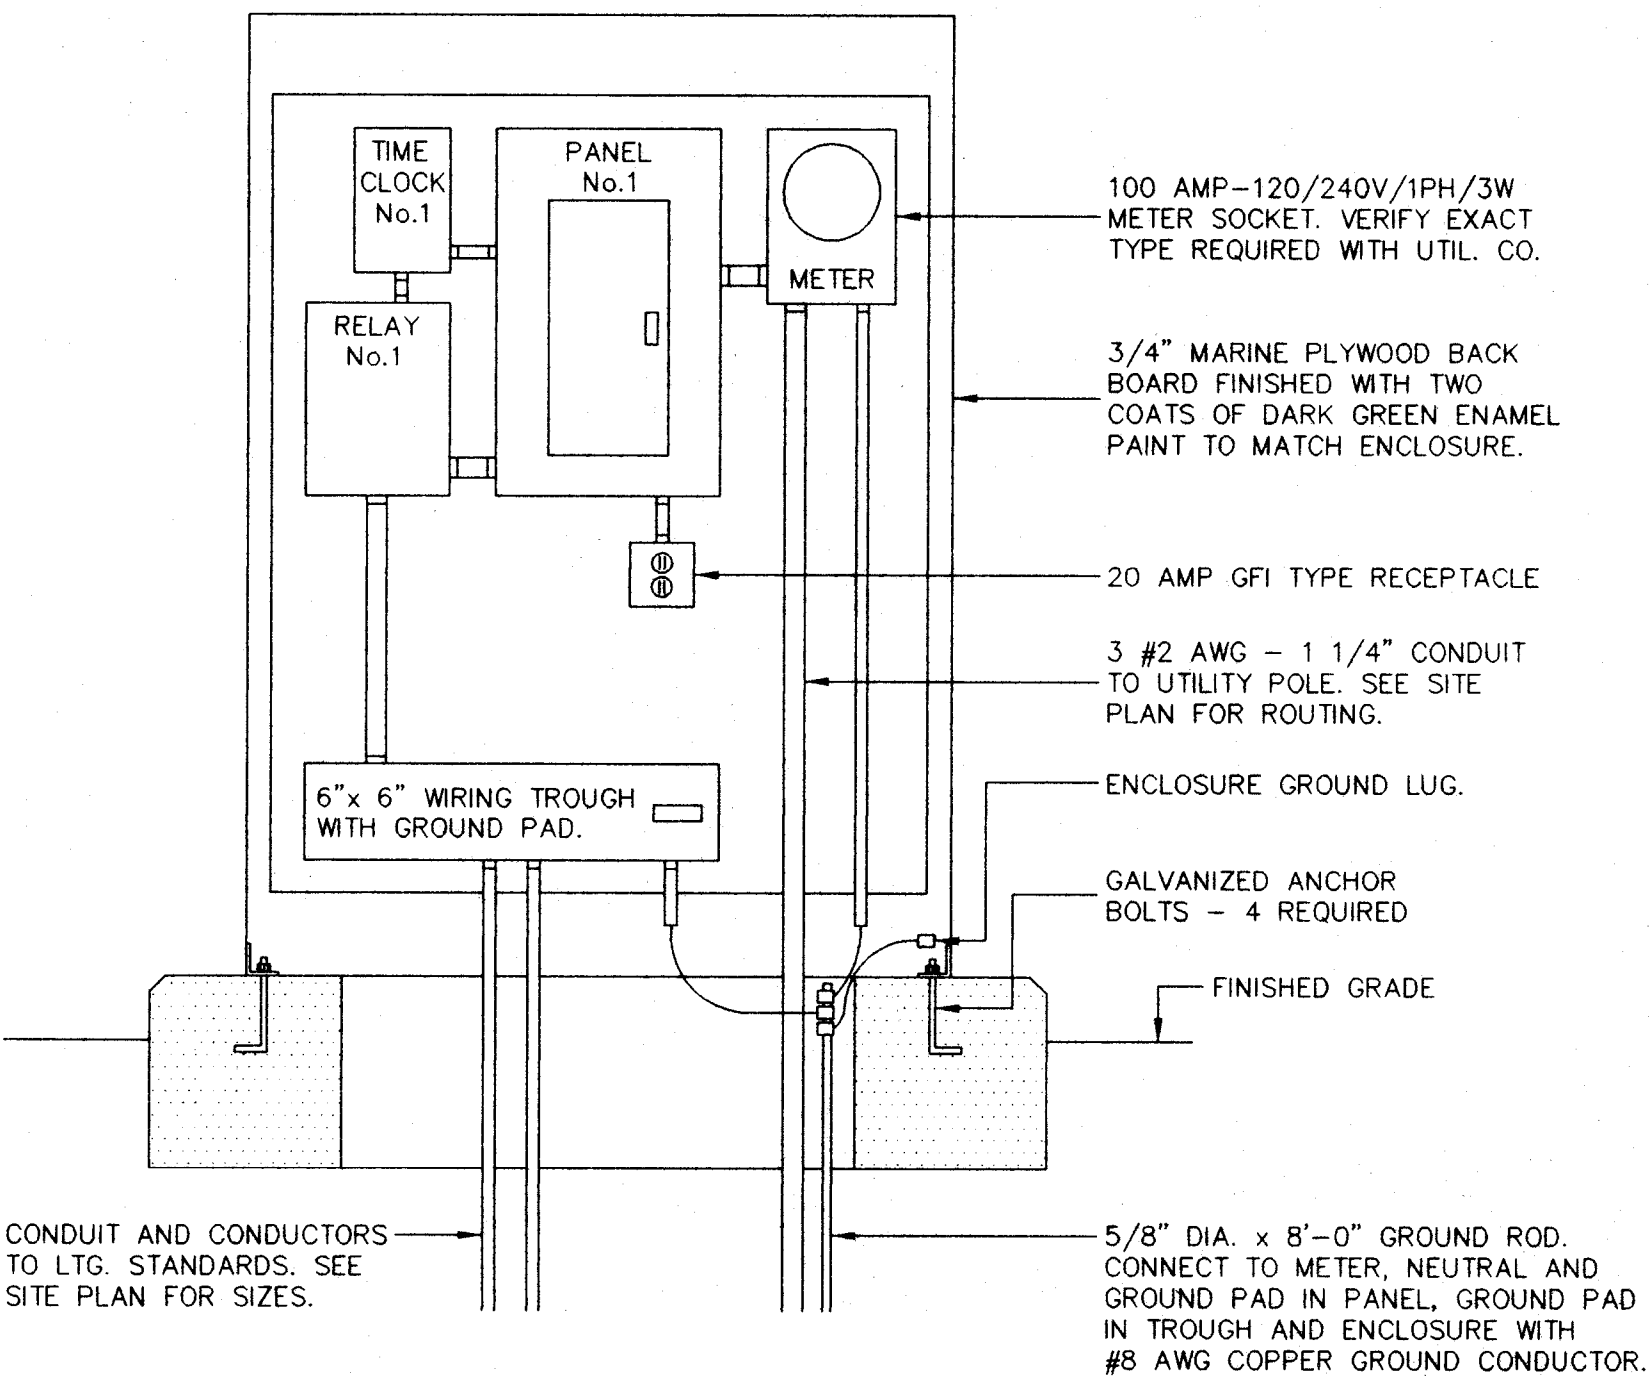 TIME
CLOCK
No.1
PANEL
No.1
METER
RELAY
No.1
100 AMP-120/240V/1PH/3W
METER SOCKET. VERIFY EXACT
TYPE REQUIRED WITH UTIL. CO.
3/4" MARINE PLYWOOD BACK
BOARD FINISHED WITH TWO
COATS OF DARK GREEN ENAMEL
PAINT TO MATCH ENCLOSURE.
20 AMP GFI TYPE RECEPTACLE
3 #2 AWG - 1 1/4" CONDUIT
TO UTILITY POLE. SEE SITE
PLAN FOR ROUTING.
6"x 6" WIRING TROUGH
WITH GROUND PAD.
ENCLOSURE GROUND LUG.
GALVANIZED ANCHOR
BOLTS - 4 REQUIRED
FINISHED GRADE
CONDUIT AND CONDUCTORS
TO LTG. STANDARDS. SEE
SITE PLAN FOR SIZES.
5/8" DIA. x 8'-0" GROUND ROD.
CONNECT TO METER, NEUTRAL AND
GROUND PAD IN PANEL, GROUND PAD
IN TROUGH AND ENCLOSURE WITH
#8 AWG COPPER GROUND CONDUCTOR.